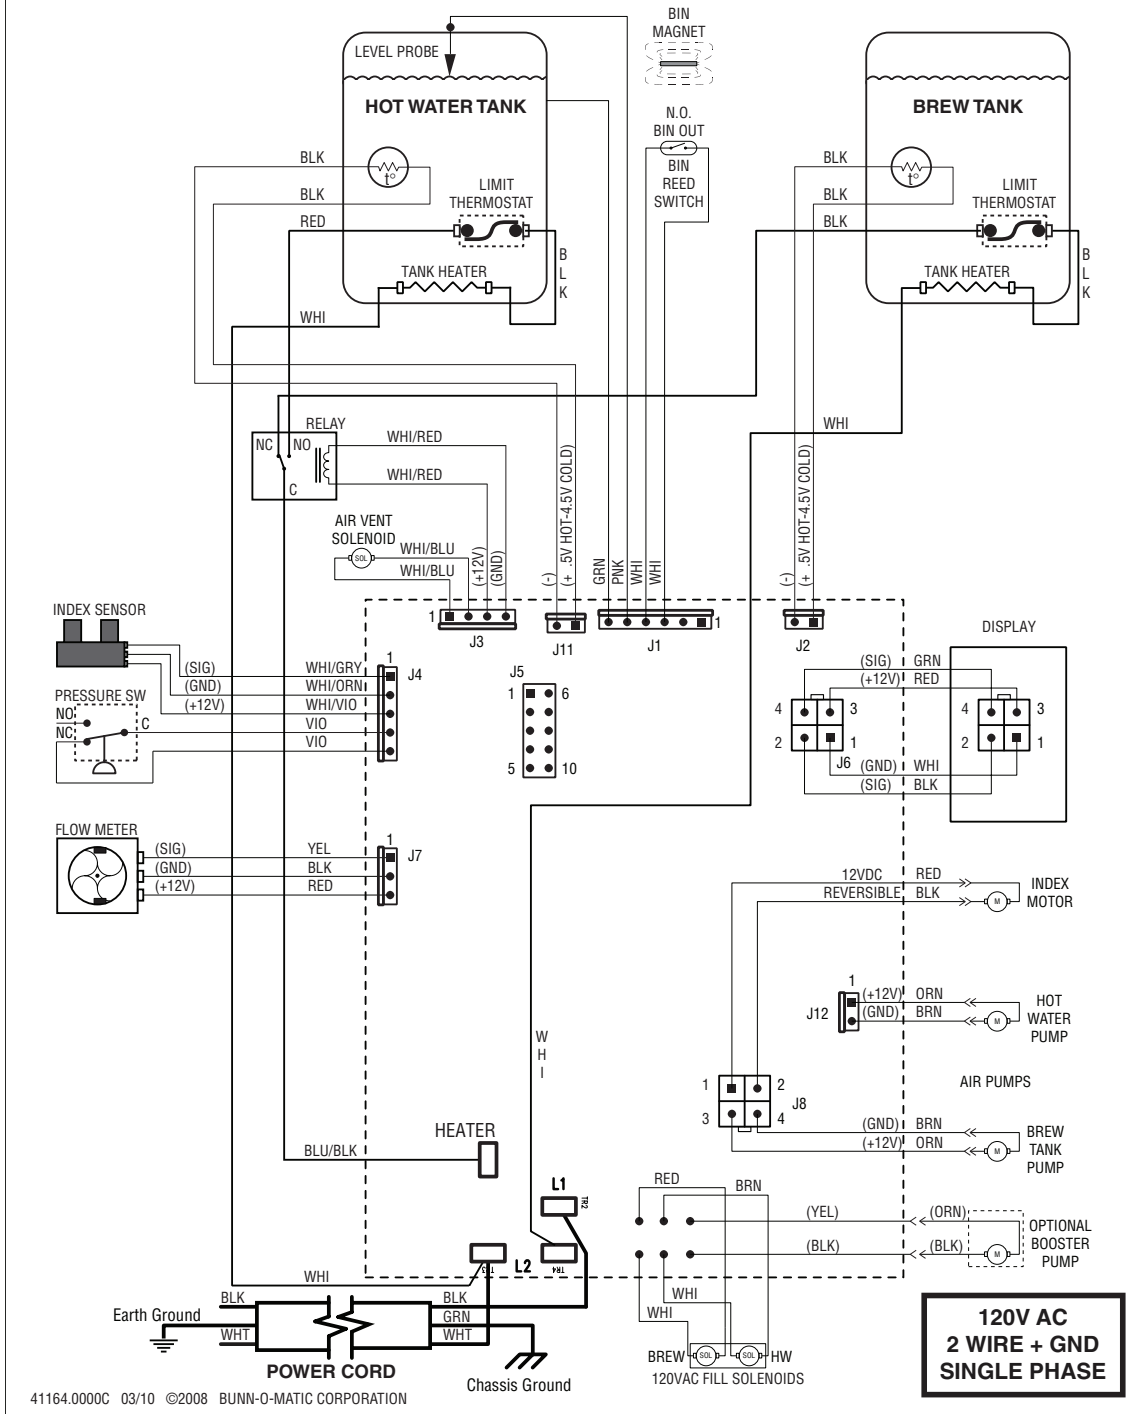 BIN
MAGNET
LEVEL PROBE
HOT WATER TANK
BREW TANK
N.O.
BIN OUT
BIN
REED
SWITCH
BLK
t°
BLK
LIMIT
THERMOSTAT
RED
TANK HEATER
B
L
K
WHI
BLK
t°
BLK
LIMIT
THERMOSTAT
BLK
TANK HEATER
B
L
K
WHI
RELAY
NC
NO
C
WHI/RED
WHI/RED
AIR VENT
SOLENOID
SOL
WHI/BLU
WHI/BLU
(+12V)
(GND)
(-)
(+ .5V HOT-4.5V COLD)
GRN
PNK
WHI
WHI
(-)
(+ .5V HOT-4.5V COLD)
1
J3
J11
J1
1
J2
INDEX SENSOR
(SIG)
WHI/GRY
(GND)
WHI/ORN
(+12V)
WHI/VIO
VIO
VIO
1
J4
PRESSURE SW
NO
NC
C
J5
1
6
5
10
DISPLAY
(SIG) GRN
(+12V) RED
4
3
2
1
J6
4
3
2
1
(GND) WHI
(SIG) BLK
FLOW METER
(SIG)
YEL
(GND)
BLK
(+12V)
RED
1
J7
12VDC
RED
REVERSIBLE
BLK
M
INDEX
MOTOR
1
J12
(+12V) ORN
(GND) BRN
M
HOT
WATER
PUMP
AIR PUMPS
1
2
3
4
J8
(GND) BRN
(+12V) ORN
M
BREW
TANK
PUMP
W
H
I
HEATER
BLU/BLK
L1
TR2
L2
TR4
WHI
RED
BRN
(YEL)
(ORN)
(BLK)
(BLK)
M
OPTIONAL
BOOSTER
PUMP
WHI
WHI
BREW
SOL
SOL
HW
120VAC FILL SOLENOIDS
Earth Ground
BLK
WHT
BLK
GRN
WHT
POWER CORD
Chassis Ground
120V AC
2 WIRE + GND
SINGLE PHASE
41164.0000C 03/10 ©2008 BUNN-O-MATIC CORPORATION